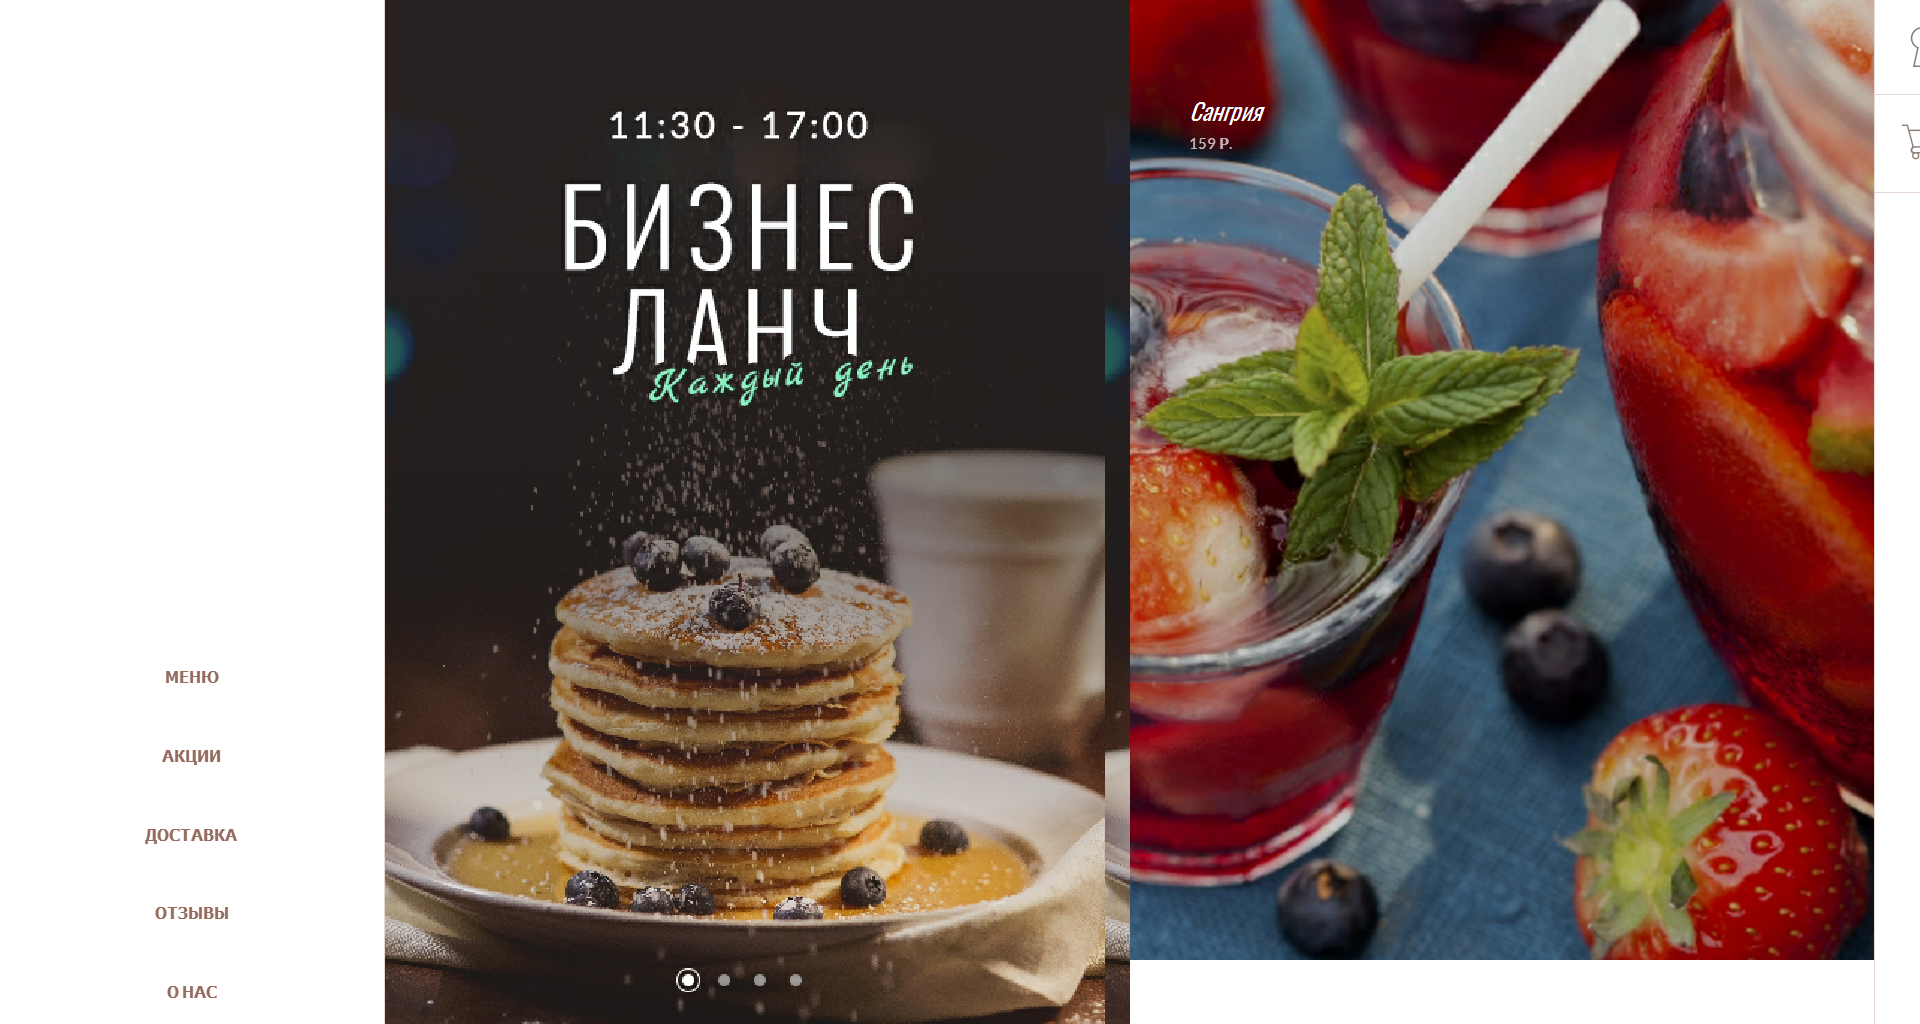 МЕНЮ
АКЦИИ
ДОСТАВКА
ОТЗЫВЫ
О НАС
11:30 - 17:00
БИЗНЕС
ЛАНЧ
Каждый день
Сангрия
159 Р.